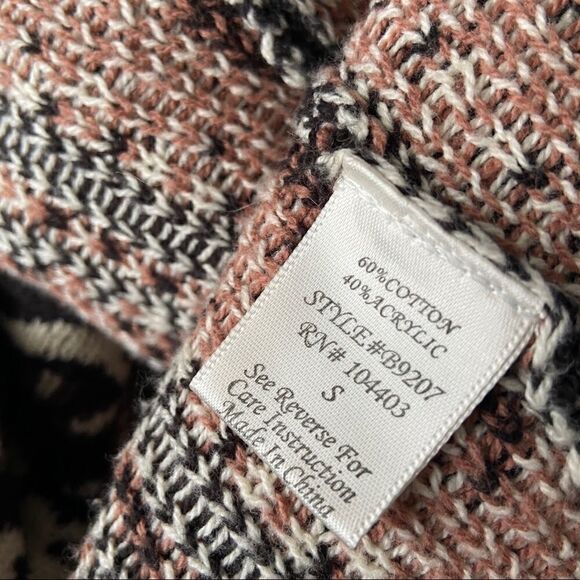 60%COTTON
40%ACRYLIC
STYLE#B9207
RN# 104403
S
See Reverse For
Care Instruction
Made In China